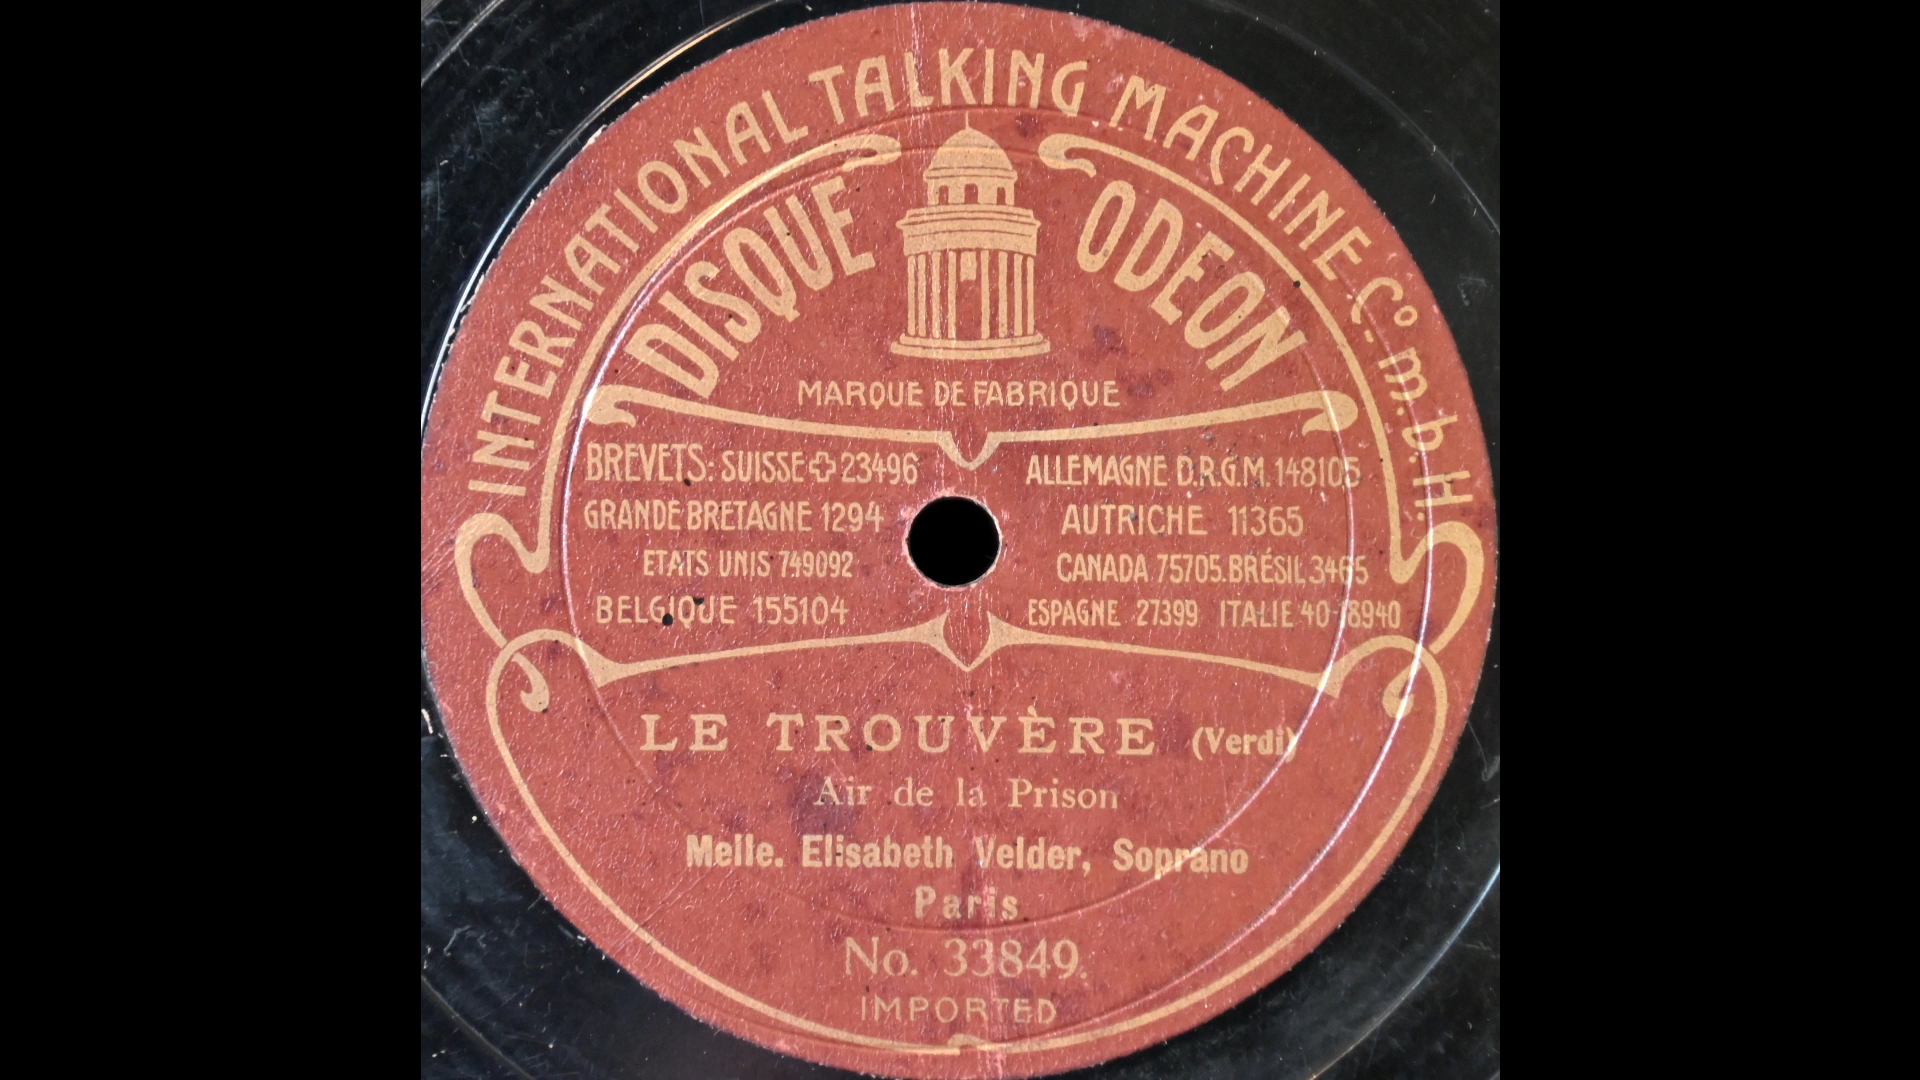 INTERNATIONAL TALKING MACHINE Cº. m. b. H.
DISQUE ODEON
MARQUE DE FABRIQUE
BREVETS: SUISSE 23496
GRANDE BRETAGNE 1294
ETATS UNIS 749092
BELGIQUE 155104
ALLEMAGNE D.R.G.M. 148105
AUTRICHE 11365
CANADA 75705. BRÉSIL 3465
ESPAGNE 27399 ITALIE 40-18940
LE TROUVÈRE (Verdi)
Air de la Prison
Melle. Elisabeth Velder, Soprano
Paris
No. 33849.
IMPORTED